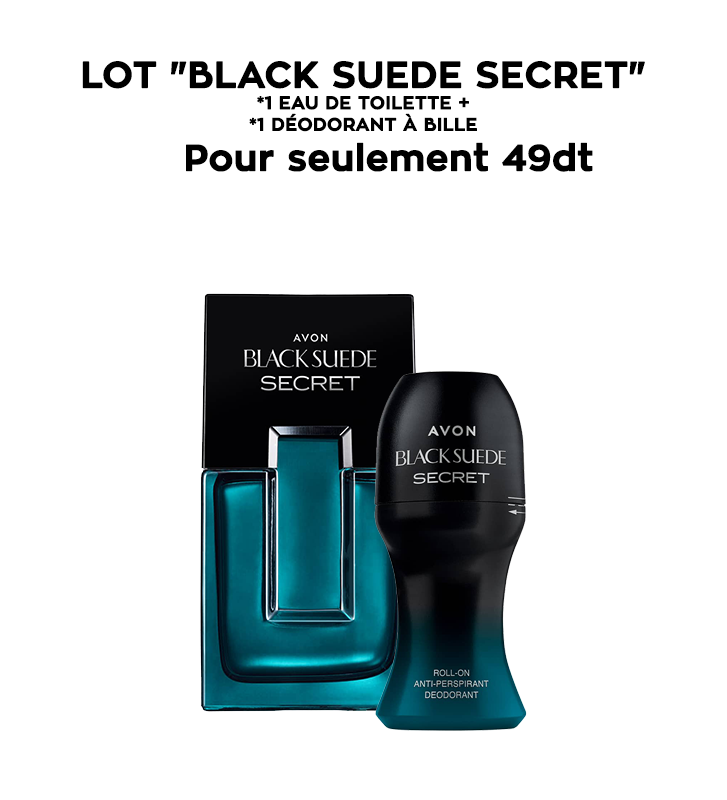 LOT "BLACK SUEDE SECRET"
*1 EAU DE TOILETTE +
*1 DÉODORANT À BILLE
Pour seulement 49dt
AVON
BLACK SUEDE
SECRET
AVON
BLACK SUEDE
SECRET
ROLL-ON
ANTI-PERSPIRANT
DEODORANT